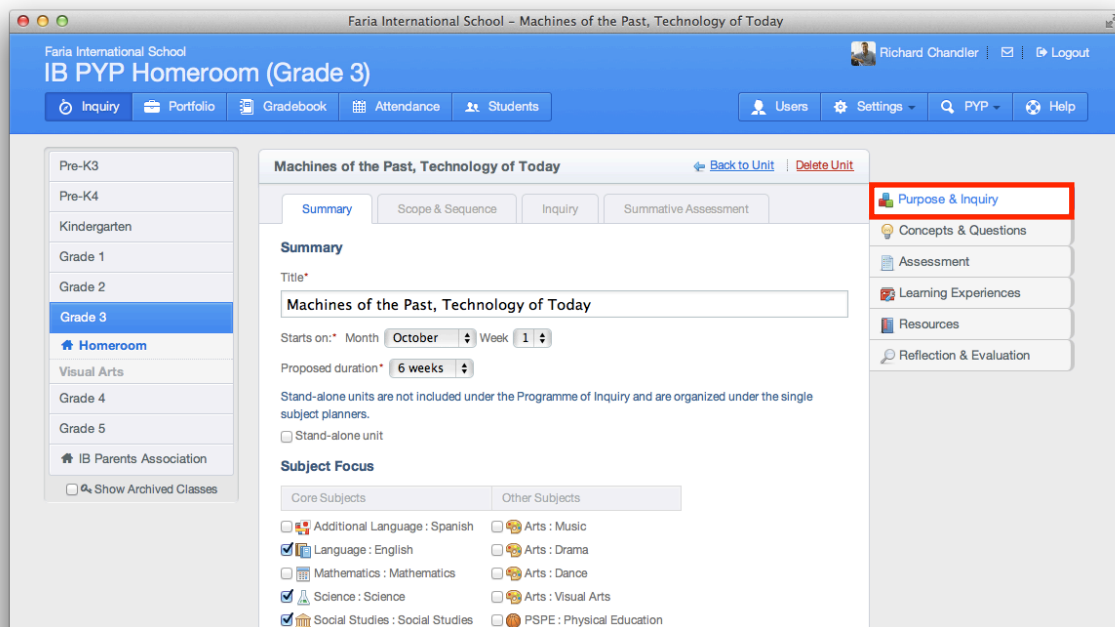 Faria International School – Machines of the Past, Technology of Today
Faria International School
IB PYP Homeroom (Grade 3)
Richard Chandler
Logout
Inquiry
Portfolio
Gradebook
Attendance
Students
Users
Settings
PYP
Help
Pre-K3
Pre-K4
Kindergarten
Grade 1
Grade 2
Grade 3
Homeroom
Visual Arts
Grade 4
Grade 5
IB Parents Association
Show Archived Classes
Machines of the Past, Technology of Today
Back to Unit
Delete Unit
Summary
Scope & Sequence
Inquiry
Summative Assessment
Summary
Title*
Machines of the Past, Technology of Today
Starts on:* Month October Week 1
Proposed duration* 6 weeks
Stand-alone units are not included under the Programme of Inquiry and are organized under the single
subject planners.
Stand-alone unit
Subject Focus
Core Subjects
Other Subjects
Additional Language : Spanish
Arts : Music
Language : English
Arts : Drama
Mathematics : Mathematics
Arts : Dance
Science : Science
Arts : Visual Arts
Social Studies : Social Studies
PSPE : Physical Education
Purpose & Inquiry
Concepts & Questions
Assessment
Learning Experiences
Resources
Reflection & Evaluation